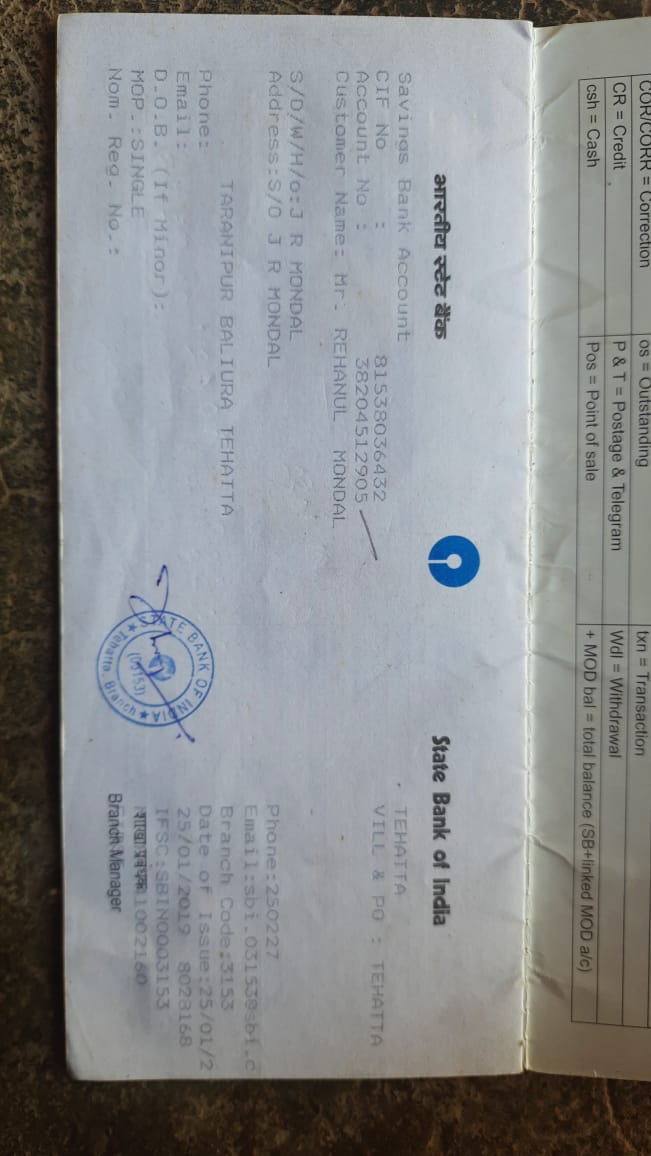 COR/CORR = Correction os = Outstanding txn = Transaction
CR = Credit P & T = Postage & Telegram Wdl = Withdrawal
csh = Cash Pos = Point of sale + MOD bal = total balance (SB+linked MOD a/c)
भारतीय स्टेट बैंक State Bank of India
Savings Bank Account TEHATTA
CIF No : 81538036432 VILL & PO : TEHATTA
Account No : 38204512905
Customer Name: Mr. REHANUL MONDAL
S/D/W/H/o:J R MONDAL Phone:250227
Address:S/O J R MONDAL Email:sbi.03153@sbi.c
TARANIPUR BALIURA TEHATTA Branch Code:3153
Phone: Date of Issue:25/01/2
Email: 25/01/2019 8028168
D.O.B. (If Minor): IFSC:SBIN0003153
MOP.:SINGLE शाखा प्रबंधक 1002160
Nom. Reg. No.: Branch Manager
STATE BANK OF INDIA
(03153)
Tehatta. Branch